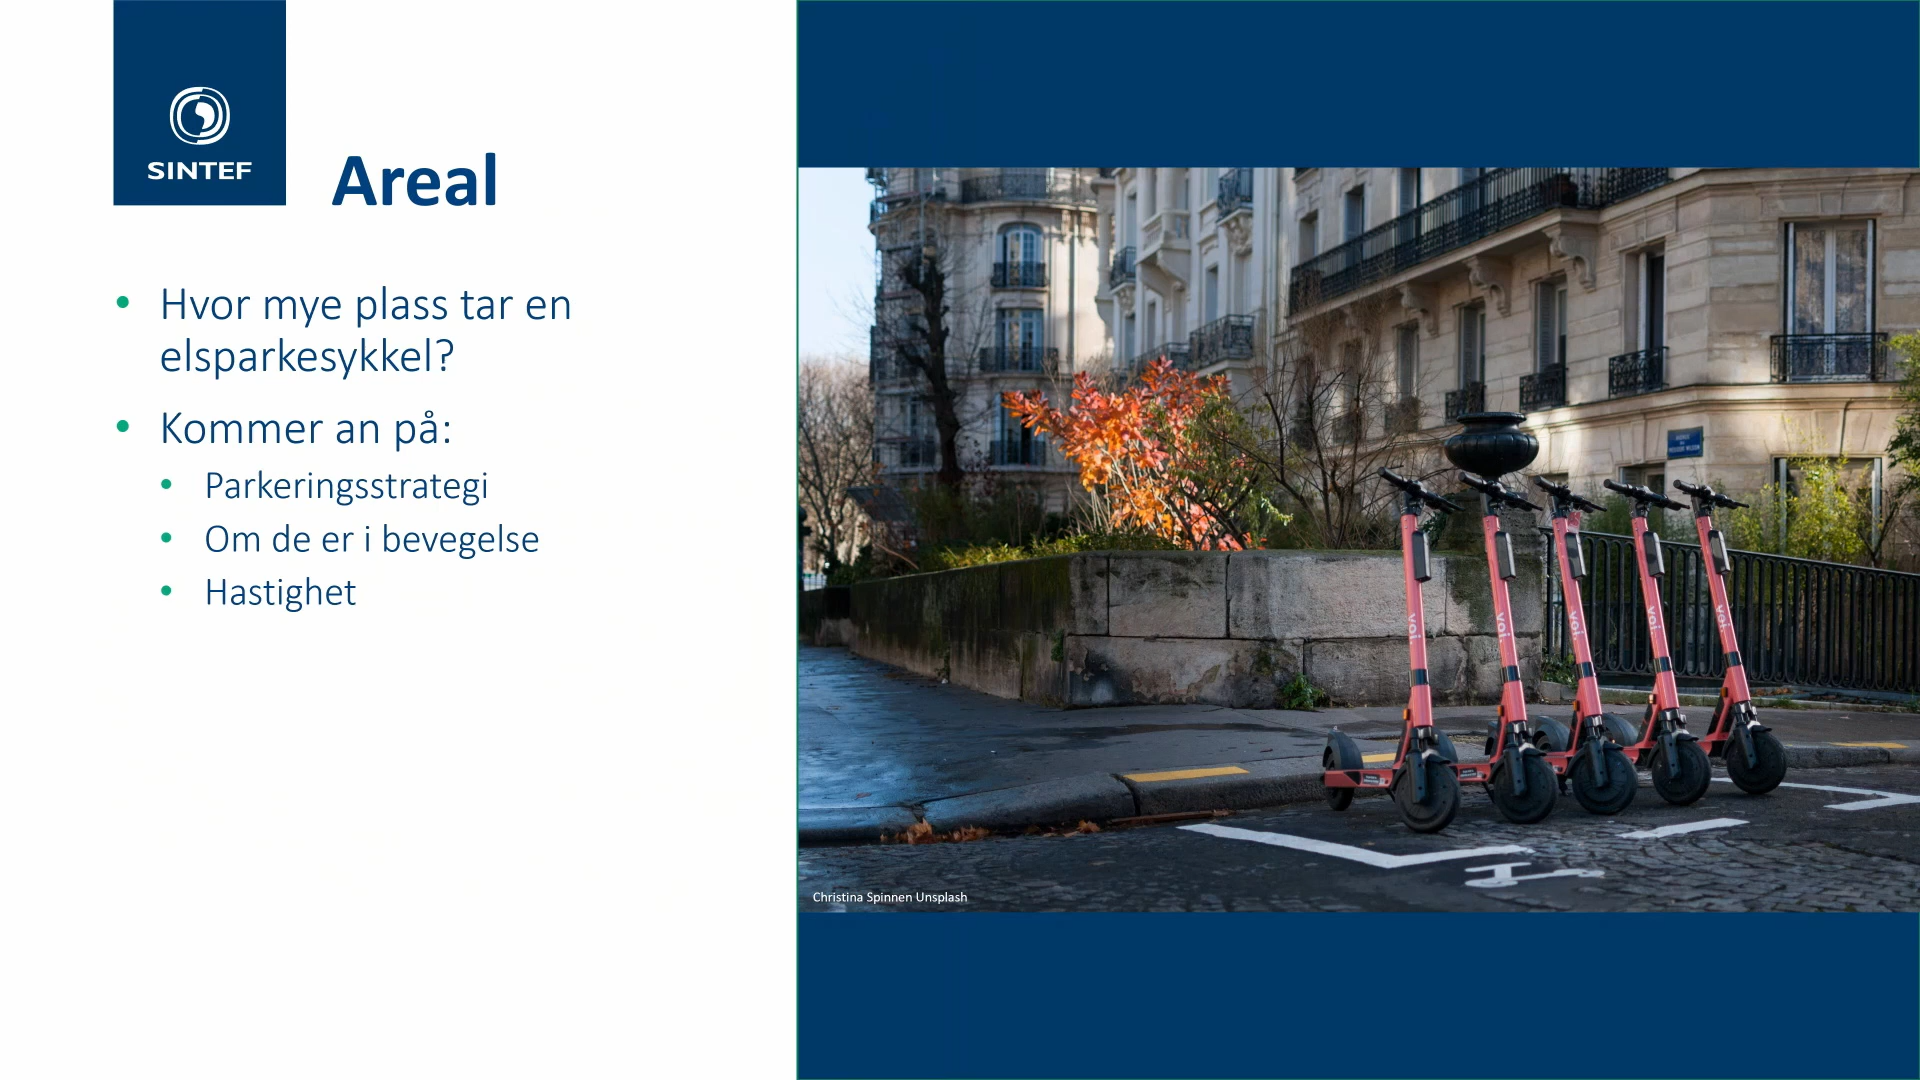 SINTEF
Areal
• Hvor mye plass tar en
elsparkesykkel?
• Kommer an på:
• Parkeringsstrategi
• Om de er i bevegelse
• Hastighet
voi.
voi.
voi.
voi.
voi.
Christina Spinnen Unsplash